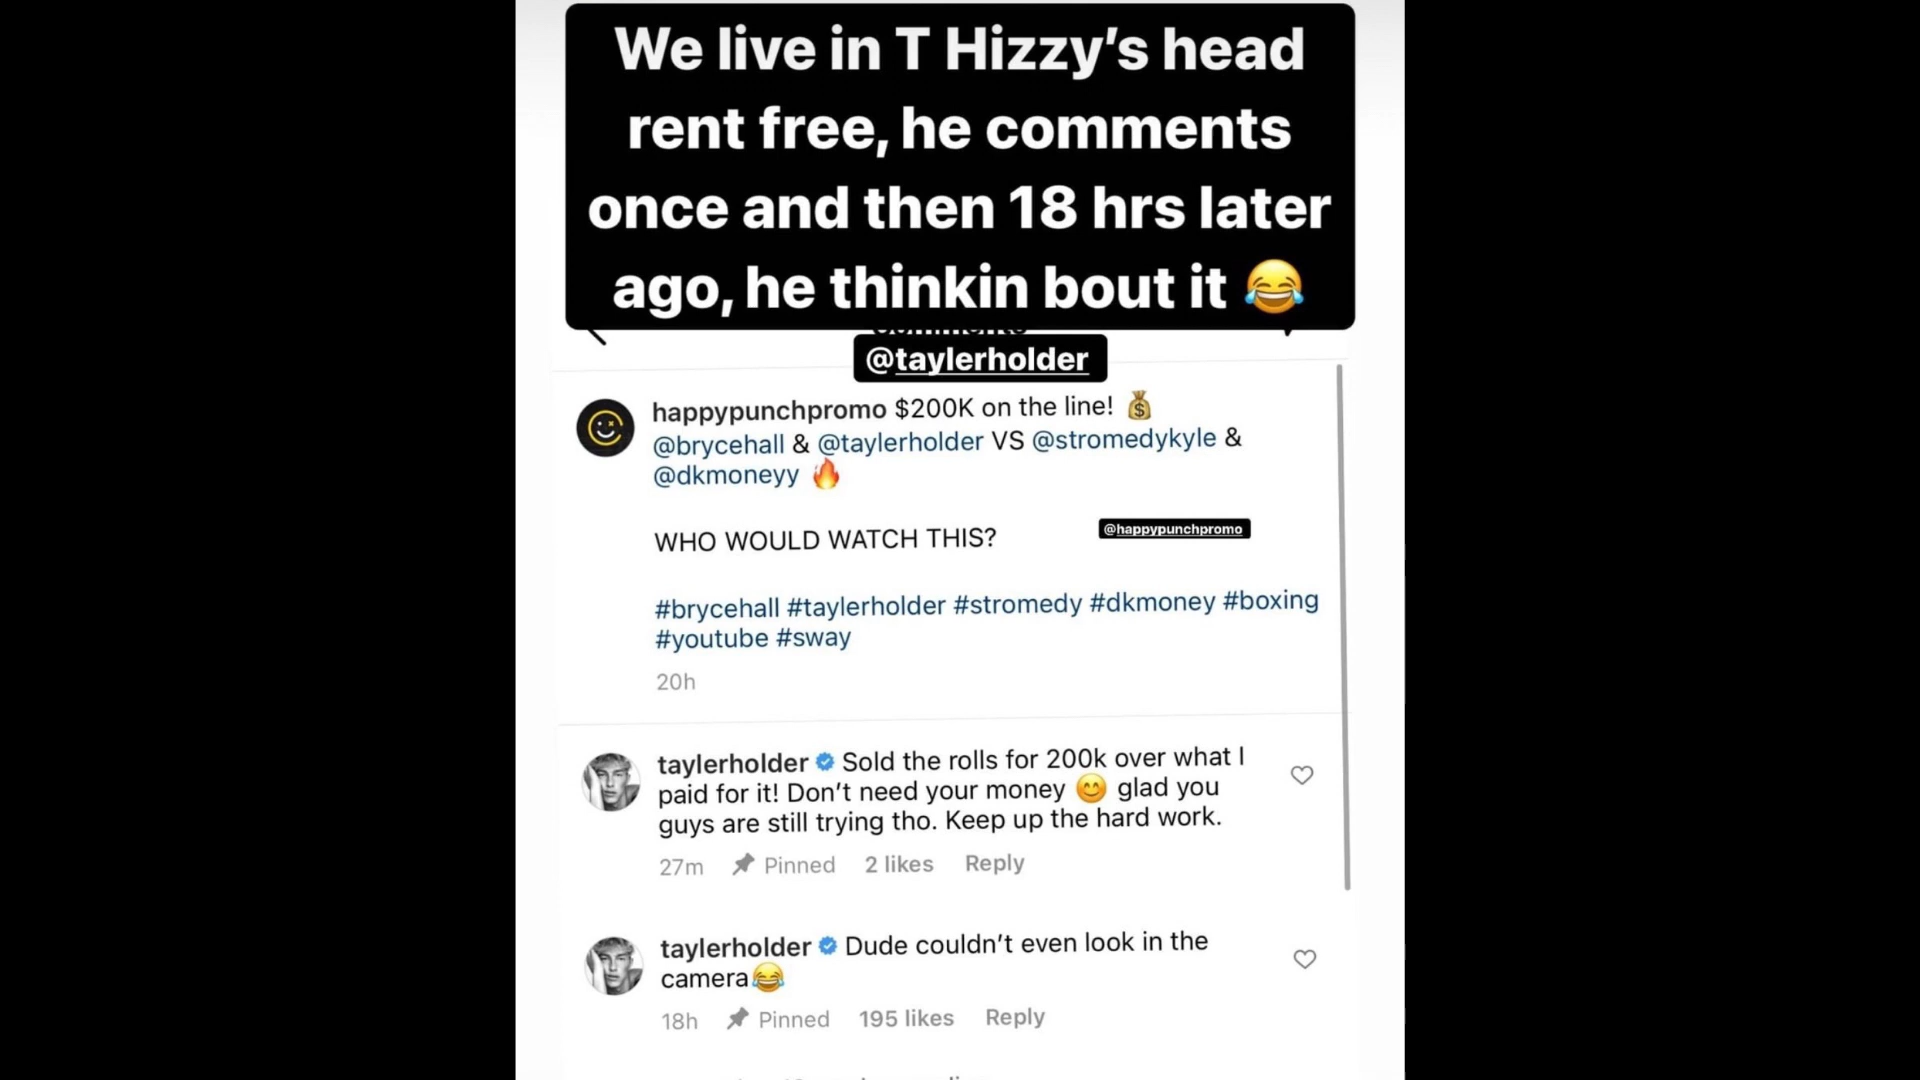 We live in T Hizzy's head
rent free, he comments
once and then 18 hrs later
ago, he thinkin bout it 😂
@taylerholder
happypunchpromo $200K on the line! 💰
@brycehall & @taylerholder VS @stromedykyle &
@dkmoneyy 🔥
WHO WOULD WATCH THIS?
@happypunchpromo
#brycehall #taylerholder #stromedy #dkmoney #boxing
#youtube #sway
20h
taylerholder Sold the rolls for 200k over what I
paid for it! Don't need your money 😊 glad you
guys are still trying tho. Keep up the hard work.
27m Pinned 2 likes Reply
taylerholder Dude couldn't even look in the
camera😂
18h Pinned 195 likes Reply